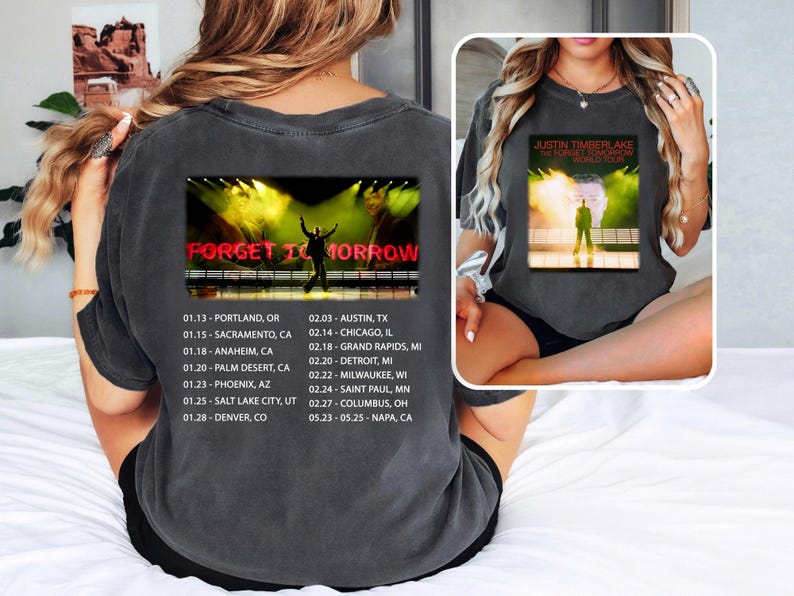 FORGET TOMORROW
01.13 - PORTLAND, OR
01.15 - SACRAMENTO, CA
01.18 - ANAHEIM, CA
01.20 - PALM DESERT, CA
01.23 - PHOENIX, AZ
01.25 - SALT LAKE CITY, UT
01.28 - DENVER, CO
02.03 - AUSTIN, TX
02.14 - CHICAGO, IL
02.18 - GRAND RAPIDS, MI
02.20 - DETROIT, MI
02.22 - MILWAUKEE, WI
02.24 - SAINT PAUL, MN
02.27 - COLUMBUS, OH
05.23 - 05.25 - NAPA, CA
JUSTIN TIMBERLAKE
THE FORGET TOMORROW
WORLD TOUR